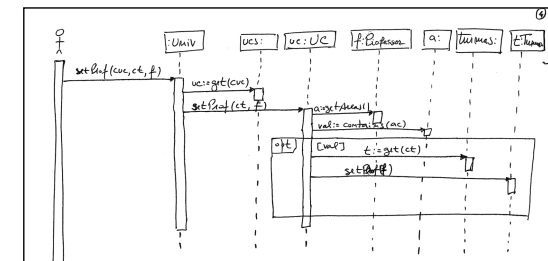 4
:Univ
ucs:
uc:UC
f:Professor
a:
turmas:
t:Turma
setProf(cuc,ct,f)
uc:=get(cuc)
setProf(ct, f)
a:=getAreas()
val:=contains(ac)
opt
[val]
t:=get(ct)
setProf(f)